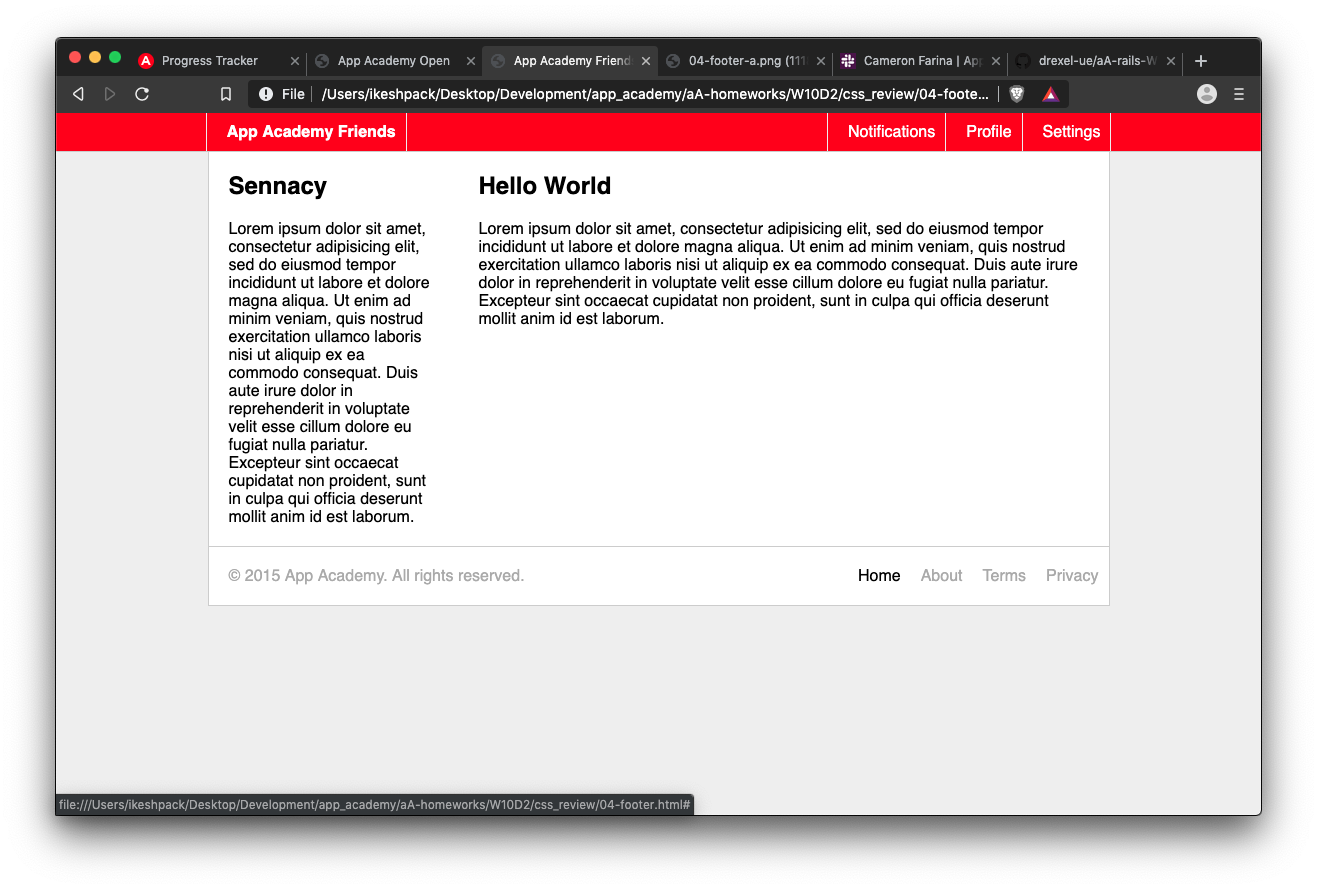 Progress Tracker
App Academy Open
App Academy Friend
04-footer-a.png (111
Cameron Farina | Ap
drexel-ue/aA-rails-W
File
/Users/ikeshpack/Desktop/Development/app_academy/aA-homeworks/W10D2/css_review/04-foote...
App Academy Friends
Notifications
Profile
Settings
Sennacy
Lorem ipsum dolor sit amet,
consectetur adipisicing elit,
sed do eiusmod tempor
incididunt ut labore et dolore
magna aliqua. Ut enim ad
minim veniam, quis nostrud
exercitation ullamco laboris
nisi ut aliquip ex ea
commodo consequat. Duis
aute irure dolor in
reprehenderit in voluptate
velit esse cillum dolore eu
fugiat nulla pariatur.
Excepteur sint occaecat
cupidatat non proident, sunt
in culpa qui officia deserunt
mollit anim id est laborum.
Hello World
Lorem ipsum dolor sit amet, consectetur adipisicing elit, sed do eiusmod tempor
incididunt ut labore et dolore magna aliqua. Ut enim ad minim veniam, quis nostrud
exercitation ullamco laboris nisi ut aliquip ex ea commodo consequat. Duis aute irure
dolor in reprehenderit in voluptate velit esse cillum dolore eu fugiat nulla pariatur.
Excepteur sint occaecat cupidatat non proident, sunt in culpa qui officia deserunt
mollit anim id est laborum.
© 2015 App Academy. All rights reserved.
Home
About
Terms
Privacy
file:///Users/ikeshpack/Desktop/Development/app_academy/aA-homeworks/W10D2/css_review/04-footer.html#